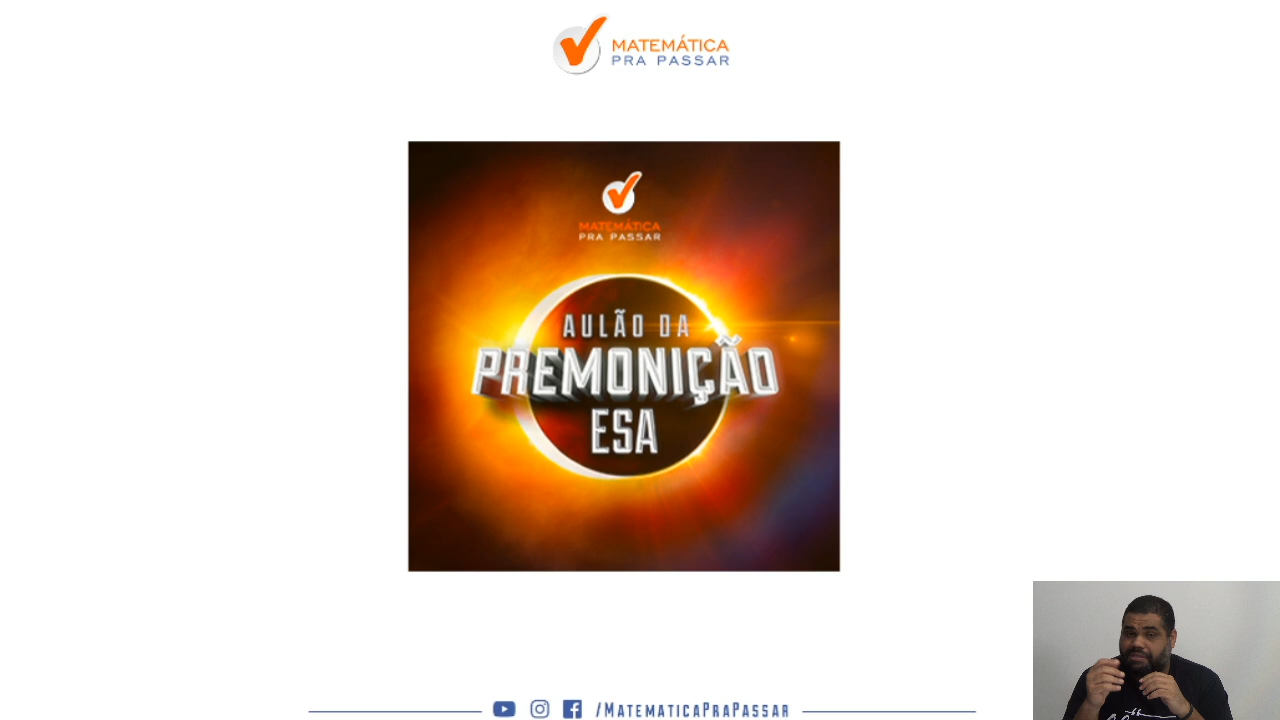 MATEMÁTICA
PRA PASSAR
MATEMÁTICA
PRA PASSAR
AULÃO DA
PREMONIÇÃO
ESA
/MATEMATICAPRAPASSAR